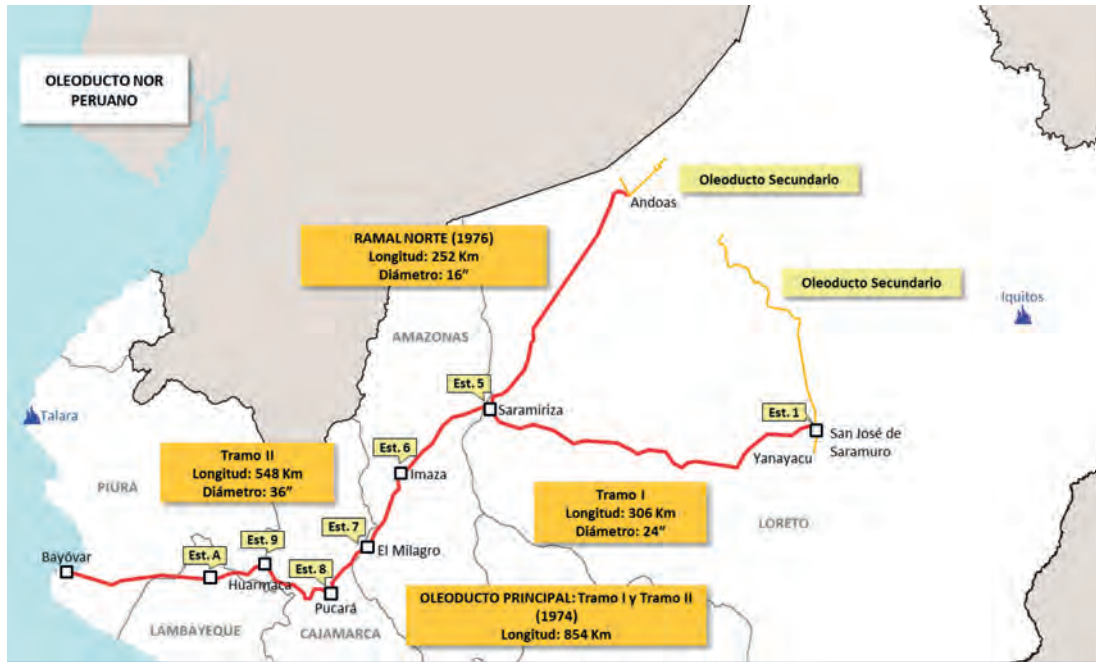 OLEODUCTO NOR
PERUANO
Oleoducto Secundario
Andoas
RAMAL NORTE (1976)
Longitud: 252 Km
Diámetro: 16”
Oleoducto Secundario
Iquitos
AMAZONAS
Est. 5
Saramiriza
Talara
Est. 1
San José de
Saramuro
Yanayacu
Tramo II
Longitud: 548 Km
Diámetro: 36”
Est. 6
Imaza
PIURA
Tramo I
Longitud: 306 Km
Diámetro: 24”
LORETO
Est. 7
El Milagro
Est. 9
Est. A
Bayóvar
Est. 8
Huarmaca
Pucará
OLEODUCTO PRINCIPAL: Tramo I y Tramo II
(1974)
Longitud: 854 Km
LAMBAYEQUE
CAJAMARCA